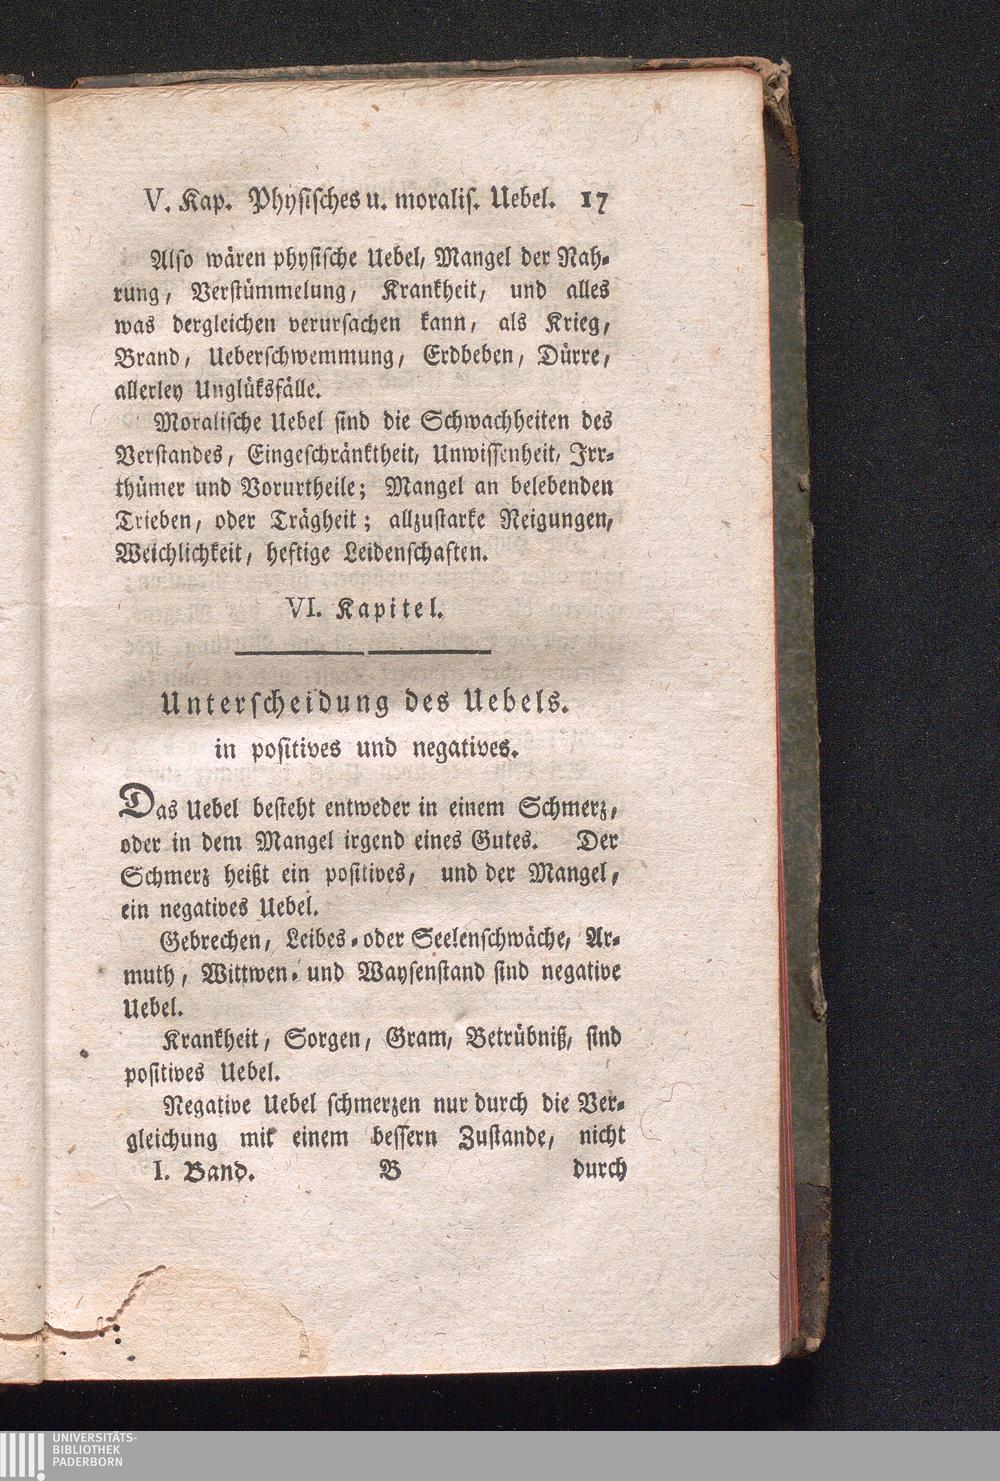 V. Kap. Physisches u. moralis. Uebel. 17
Also wären physische Uebel, Mangel der Nah-
rung, Verstümmelung, Krankheit, und alles
was dergleichen verursachen kann, als Krieg,
Brand, Ueberschwemmung, Erdbeben, Dürre,
allerley Unglüksfälle.
Moralische Uebel sind die Schwachheiten des
Verstandes, Eingeschränktheit, Unwissenheit, Irr-
thümer und Vorurtheile; Mangel an belebenden
Trieben, oder Trägheit; allzustarke Neigungen,
Weichlichkeit, heftige Leidenschaften.
VI. Kapitel.
Unterscheidung des Uebels.
in positives und negatives.
Das Uebel besteht entweder in einem Schmerz,
oder in dem Mangel irgend eines Gutes. Der
Schmerz heißt ein positives, und der Mangel,
ein negatives Uebel.
Gebrechen, Leibes- oder Seelenschwäche, Ar-
muth, Wittwen- und Waysenstand sind negative
Uebel.
Krankheit, Sorgen, Gram, Betrübniß, sind
positives Uebel.
Negative Uebel schmerzen nur durch die Ver-
gleichung mit einem bessern Zustande, nicht
I. Band. B durch
UNIVERSITÄTS-
BIBLIOTHEK
PADERBORN